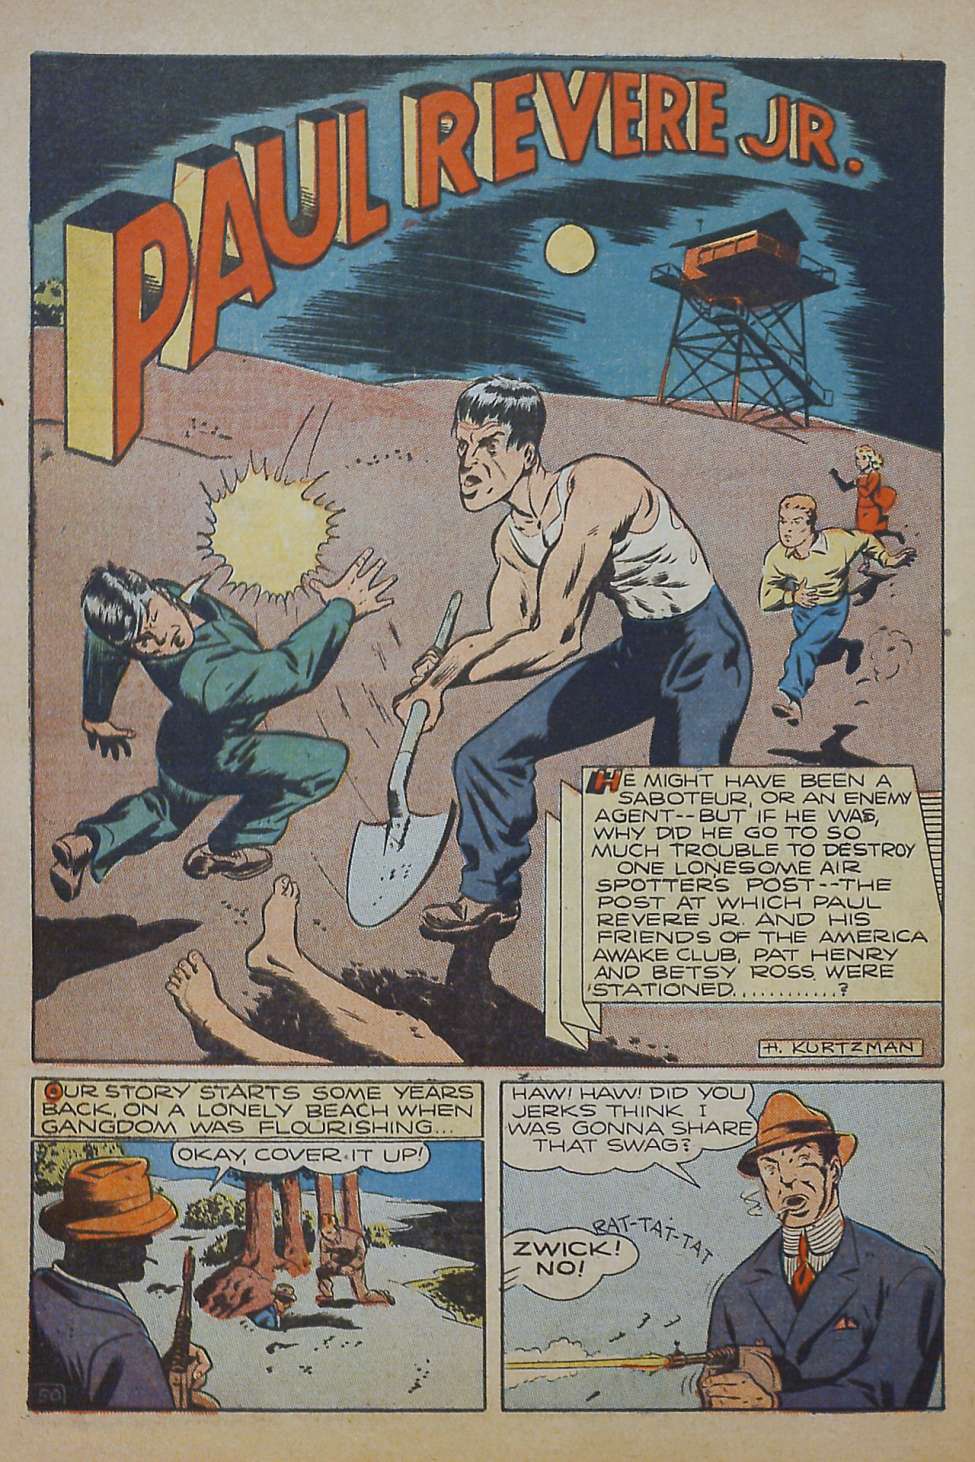 PAUL REVERE JR.
HE MIGHT HAVE BEEN A
SABOTEUR, OR AN ENEMY
AGENT--BUT IF HE WAS,
WHY DID HE GO TO SO
MUCH TROUBLE TO DESTROY
ONE LONESOME AIR
SPOTTER'S POST--THE
POST AT WHICH PAUL
REVERE JR. AND HIS
FRIENDS OF THE AMERICA
AWAKE CLUB, PAT HENRY
AND BETSY ROSS, WERE
STATIONED............?
H. KURTZMAN
OUR STORY STARTS SOME YEARS
BACK, ON A LONELY BEACH WHEN
GANGDOM WAS FLOURISHING...
OKAY, COVER IT UP!
60
HAW! HAW! DID YOU
JERKS THINK I
WAS GONNA SHARE
THAT SWAG?
RAT-TAT-TAT
ZWICK!
NO!